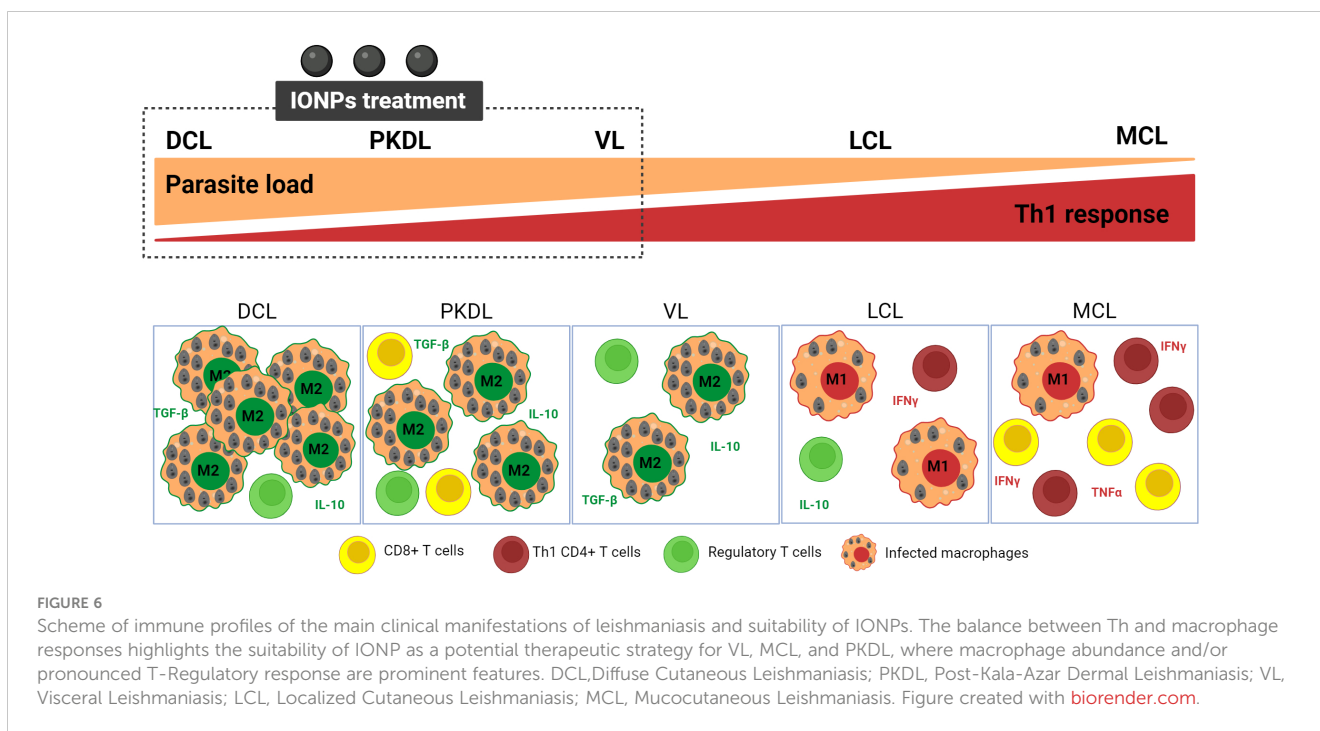 IONPs treatment
DCL PKDL VL LCL MCL
Parasite load
Th1 response
DCL PKDL VL LCL MCL
M2
M2
M2
M2
M2
TGF-β
IL-10
TGF-β
M2
M2
M2
IL-10
M2
M2
IL-10
TGF-β
M1
IFNγ
M1
IL-10
M1
IFNγ
IFNγ
TNFα
CD8+ T cells Th1 CD4+ T cells Regulatory T cells Infected macrophages
FIGURE 6
Scheme of immune profiles of the main clinical manifestations of leishmaniasis and suitability of IONPs. The balance between Th and macrophage
responses highlights the suitability of IONP as a potential therapeutic strategy for VL, MCL, and PKDL, where macrophage abundance and/or
pronounced T-Regulatory response are prominent features. DCL,Diffuse Cutaneous Leishmaniasis; PKDL, Post-Kala-Azar Dermal Leishmaniasis; VL,
Visceral Leishmaniasis; LCL, Localized Cutaneous Leishmaniasis; MCL, Mucocutaneous Leishmaniasis. Figure created with biorender.com.